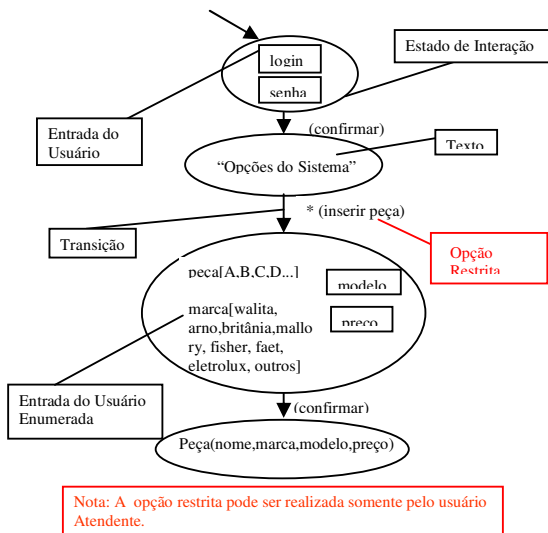 login
senha
Estado de Interação
Entrada do
Usuário
(confirmar)
Texto
“Opções do Sistema”
* (inserir peça)
Transição
Opção
Restrita
peca[A,B,C,D...]
modelo
marca[walita,
arno,britânia,mallo
ry, fisher, faet,
eletrolux, outros]
preço
Entrada do Usuário
Enumerada
(confirmar)
Peça(nome,marca,modelo,preço)
Nota: A opção restrita pode ser realizada somente pelo usuário
Atendente.